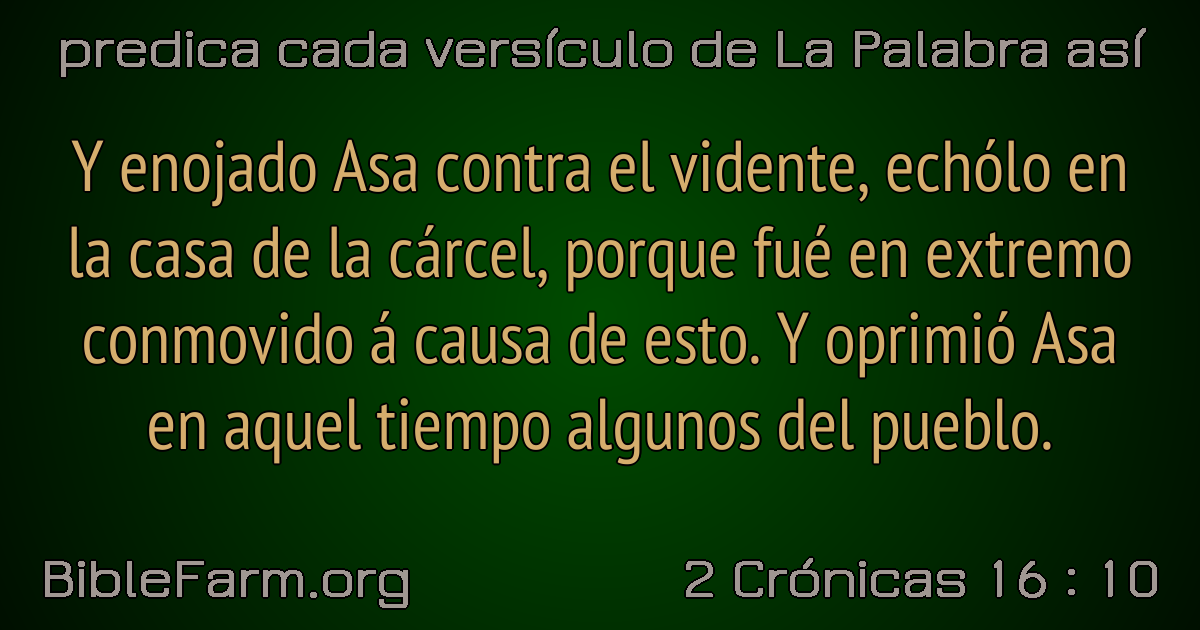 predica cada versículo de La Palabra así
Y enojado Asa contra el vidente, echólo en
la casa de la cárcel, porque fué en extremo
conmovido á causa de esto. Y oprimió Asa
en aquel tiempo algunos del pueblo.
BibleFarm.org
2 Crónicas 16 : 10